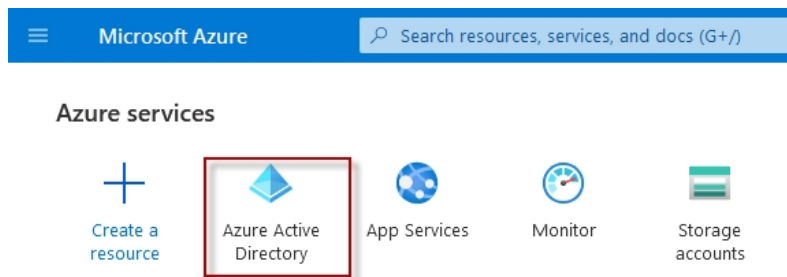 Microsoft Azure
Search resources, services, and docs (G+/)
Azure services
Create a resource
Azure Active Directory
App Services
Monitor
Storage accounts